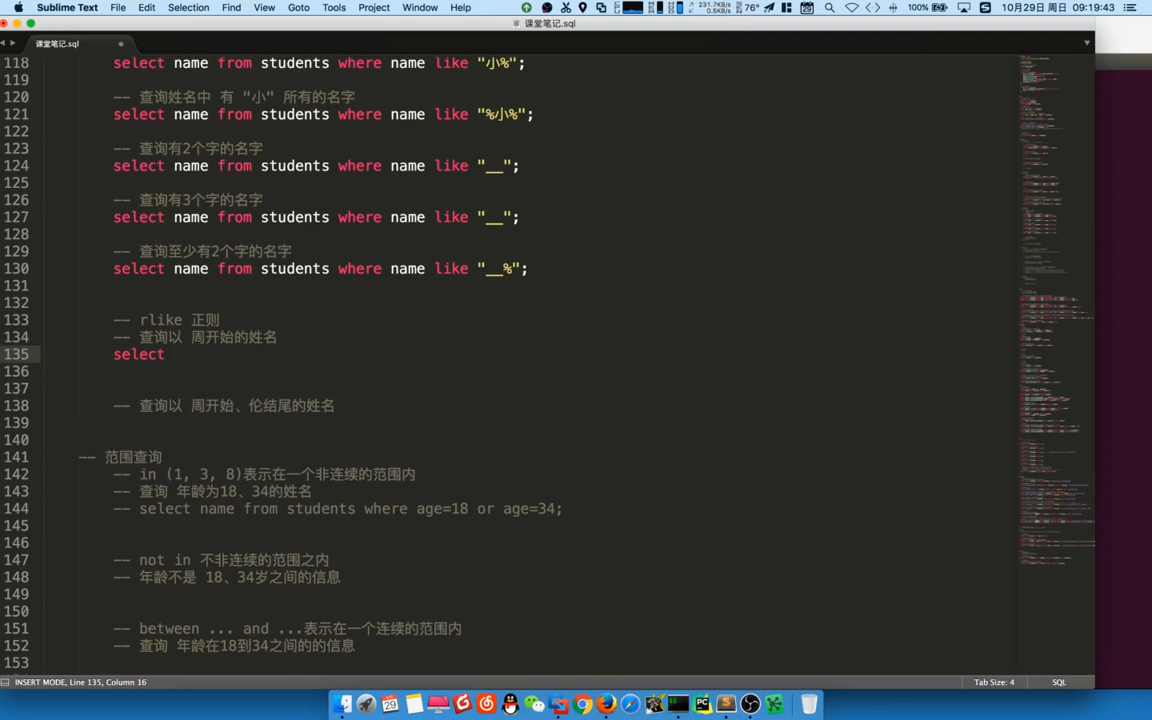 Sublime Text File Edit Selection Find View Goto Tools Project Window Help 231.7KB 0.5KB 76° 100% 10月29日 周日 09:19:43
课堂笔记.sql
课堂笔记.sql
118 select name from students where name like "小%";
119
120 -- 查询姓名中 有 "小" 所有的名字
121 select name from students where name like "%小%";
122
123 -- 查询有2个字的名字
124 select name from students where name like "__";
125
126 -- 查询有3个字的名字
127 select name from students where name like "__";
128
129 -- 查询至少有2个字的名字
130 select name from students where name like "__%";
131
132
133 -- rlike 正则
134 -- 查询以 周开始的姓名
135 select
136
137
138 -- 查询以 周开始、伦结尾的姓名
139
140
141 -- 范围查询
142 -- in (1, 3, 8)表示在一个非连续的范围内
143 -- 查询 年龄为18、34的姓名
144 -- select name from students where age=18 or age=34;
145
146
147 -- not in 不非连续的范围之内
148 -- 年龄不是 18、34岁之间的信息
149
150
151 -- between ... and ...表示在一个连续的范围内
152 -- 查询 年龄在18到34之间的的信息
153
INSERT MODE, Line 135, Column 16 Tab Size: 4 SQL